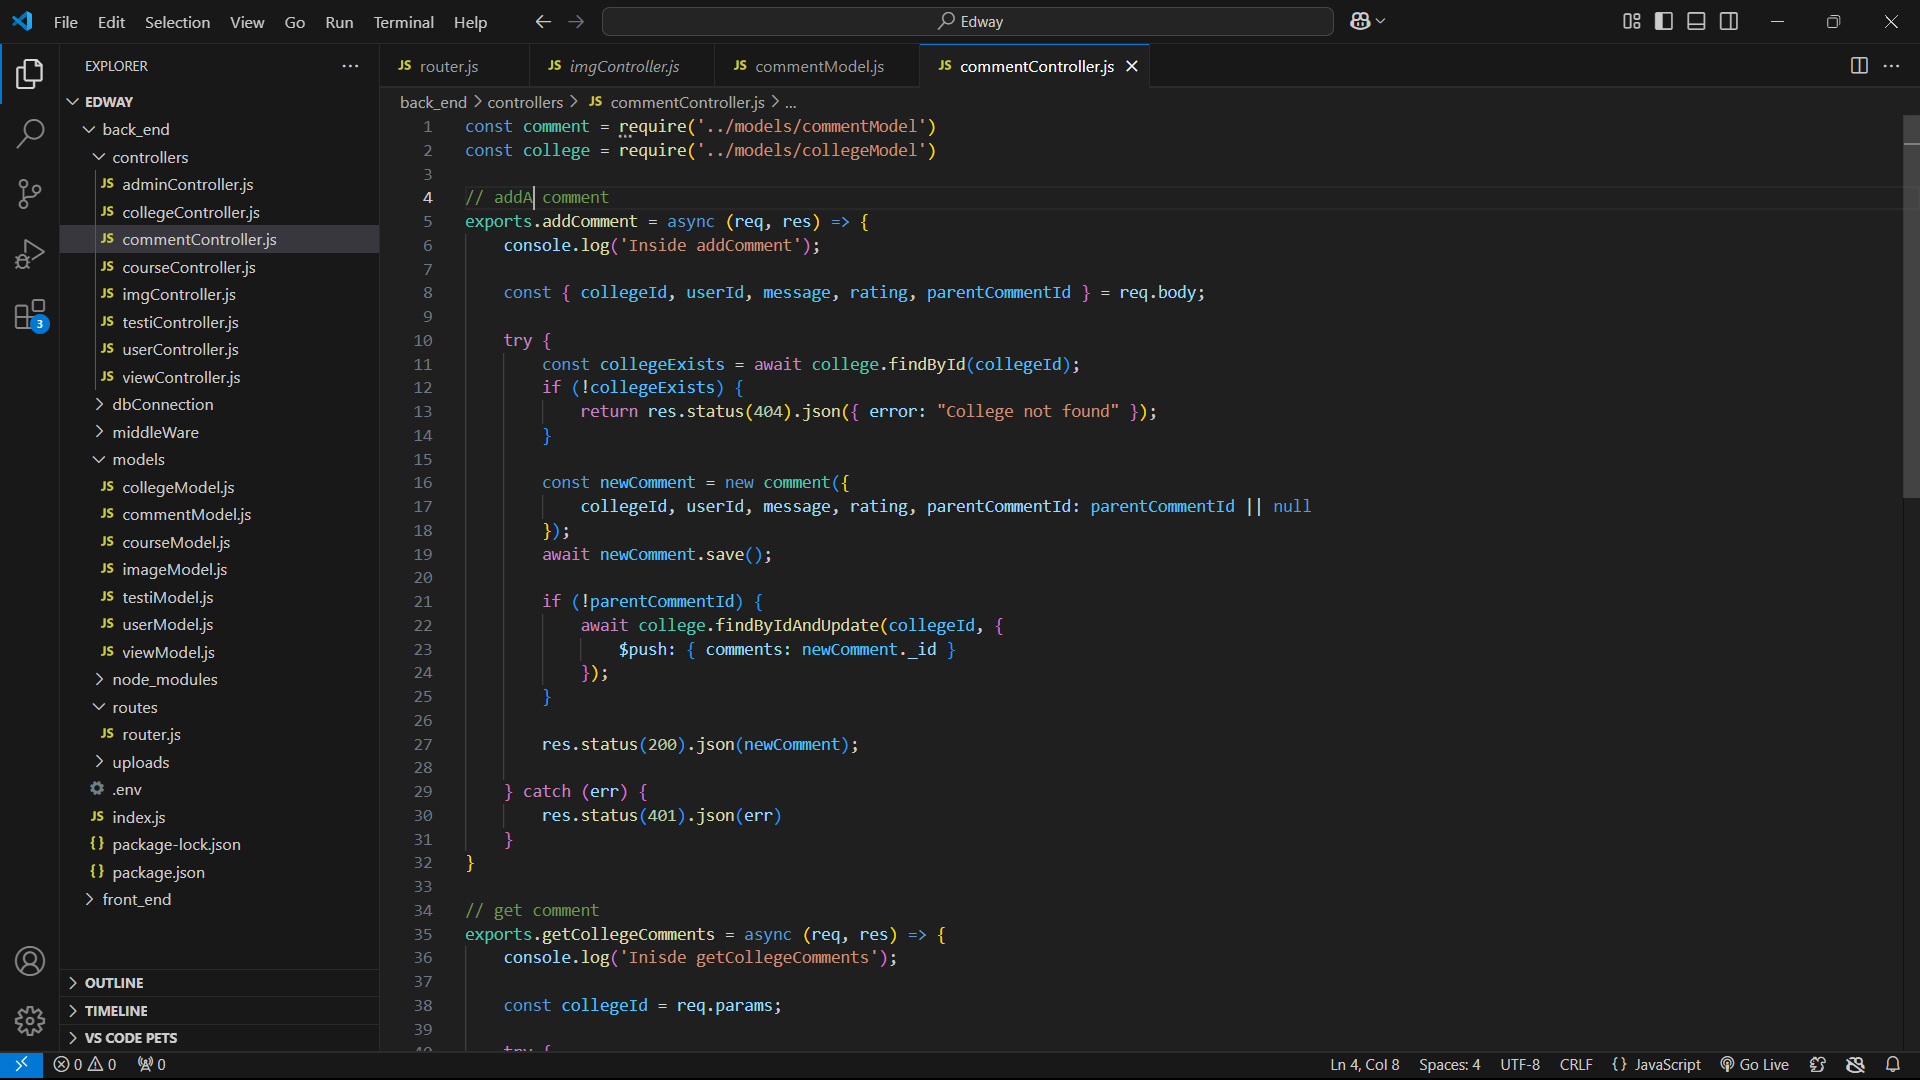 File Edit Selection View Go Run Terminal Help
Edway
EXPLORER
EDWAY
back_end
controllers
JS adminController.js
JS collegeController.js
JS commentController.js
JS courseController.js
JS imgController.js
JS testiController.js
JS userController.js
JS viewController.js
dbConnection
middleWare
models
JS collegeModel.js
JS commentModel.js
JS courseModel.js
JS imageModel.js
JS testiModel.js
JS userModel.js
JS viewModel.js
node_modules
routes
JS router.js
uploads
.env
JS index.js
{} package-lock.json
{} package.json
front_end
OUTLINE
TIMELINE
VS CODE PETS
3
JS router.js JS imgController.js JS commentModel.js JS commentController.js
back_end > controllers > JS commentController.js > ...
1 const comment = require('../models/commentModel')
2 const college = require('../models/collegeModel')
3
4 // addA comment
5 exports.addComment = async (req, res) => {
6 console.log('Inside addComment');
7
8 const { collegeId, userId, message, rating, parentCommentId } = req.body;
9
10 try {
11 const collegeExists = await college.findById(collegeId);
12 if (!collegeExists) {
13 return res.status(404).json({ error: "College not found" });
14 }
15
16 const newComment = new comment({
17 collegeId, userId, message, rating, parentCommentId: parentCommentId || null
18 });
19 await newComment.save();
20
21 if (!parentCommentId) {
22 await college.findByIdAndUpdate(collegeId, {
23 $push: { comments: newComment._id }
24 });
25 }
26
27 res.status(200).json(newComment);
28
29 } catch (err) {
30 res.status(401).json(err)
31 }
32 }
33
34 // get comment
35 exports.getCollegeComments = async (req, res) => {
36 console.log('Inisde getCollegeComments');
37
38 const collegeId = req.params;
39
40 try {
0 0 0 Ln 4, Col 8 Spaces: 4 UTF-8 CRLF {} JavaScript Go Live